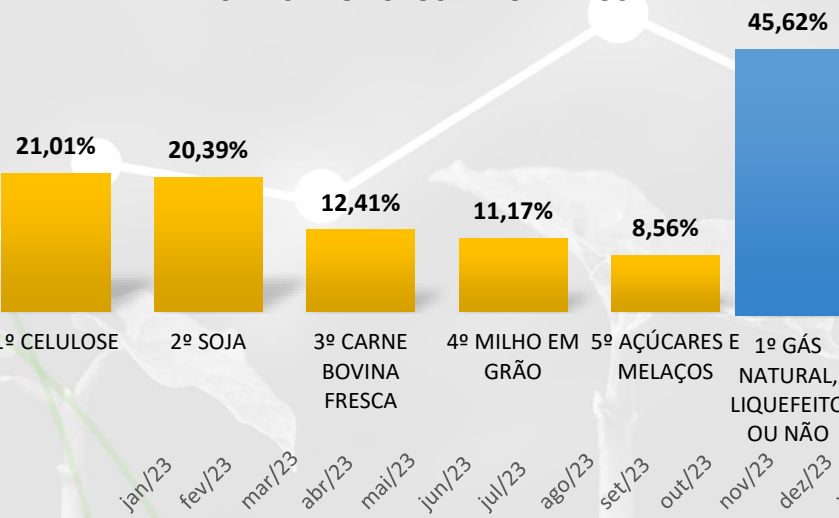 45,62%
21,01%
20,39%
12,41%
11,17%
8,56%
1º CELULOSE
2º SOJA
3º CARNE
BOVINA
FRESCA
4º MILHO EM
GRÃO
5º AÇÚCARES E
MELAÇOS
1º GÁS
NATURAL,
LIQUEFEITO
OU NÃO
jan/23
fev/23
mar/23
abr/23
mai/23
jun/23
jul/23
ago/23
set/23
out/23
nov/23
dez/23